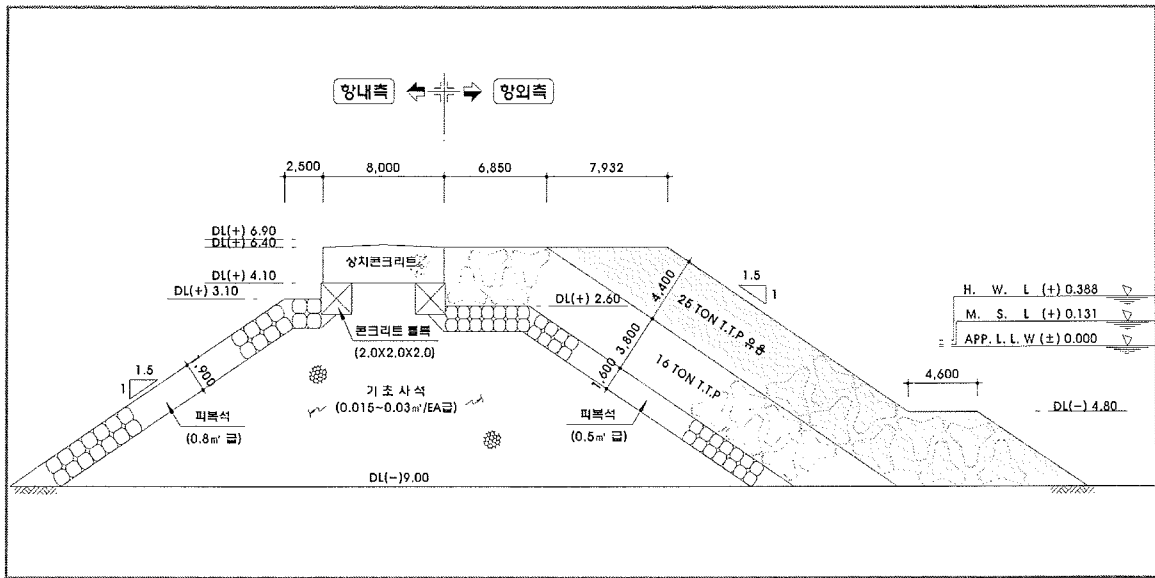 항내측 항외측
2,500 8,000 6,850 7,932
DL(+) 6.90
DL(+) 6.40
상치콘크리트
DL(+) 4.10
DL(+) 3.10
DL(+) 2.60
콘크리트 블록
(2.0X2.0X2.0)
4,400
3,800
1,600
25 TON T.T.P 유용
16 TON T.T.P
1.5
1
H. W. L (+) 0.388
M. S. L (+) 0.131
APP. L. L. W (±) 0.000
4,600
DL(-) 4.80
1.5
1
1,900
피복석
(0.8㎥ 급)
기초사석
(0.015~0.03㎥/EA급)
피복석
(0.5㎥ 급)
DL(-)9.00